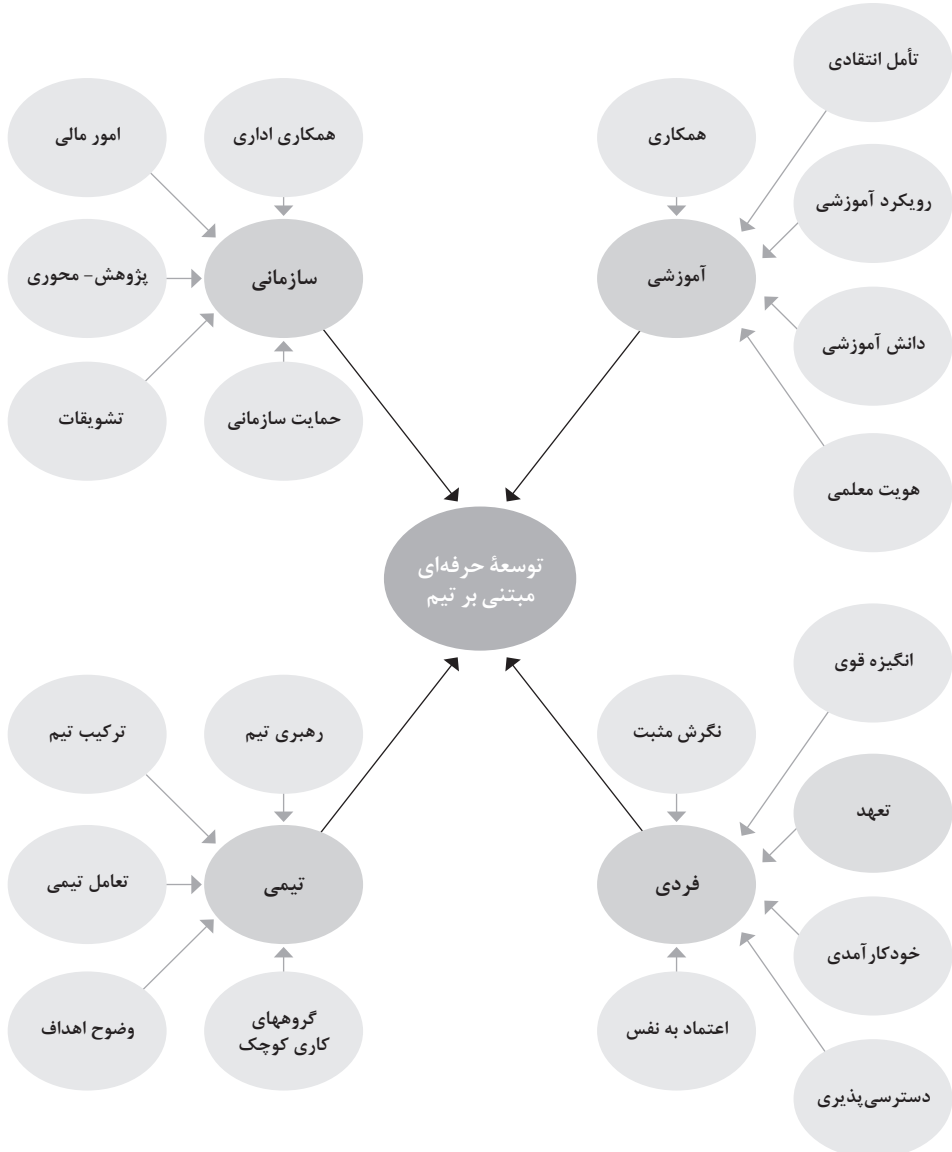 تأمل انتقادی
همکاری
رویکرد آموزشی
آموزشی
دانش آموزشی
هویت معلمی
همکاری اداری
امور مالی
سازمانی
پژوهش- محوری
حمایت سازمانی
تشویقات
توسعۀ حرفه‌ای
مبتنی بر تیم
انگیزه قوی
نگرش مثبت
تعهد
فردی
خودکارآمدی
اعتماد به نفس
دسترسی‌پذیری
رهبری تیم
ترکیب تیم
تیمی
تعامل تیمی
گروههای
کاری کوچک
وضوح اهداف